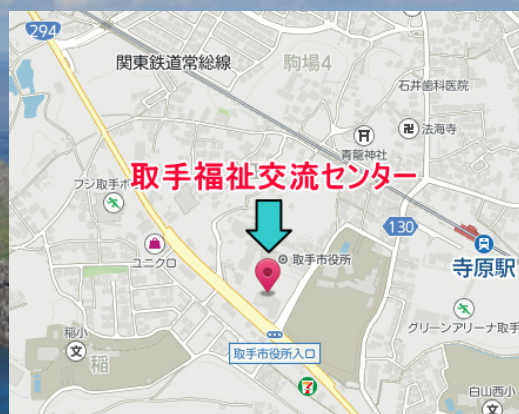 294
関東鉄道常総線
駒場4
石井歯科医院
法海寺
青龍神社
取手福祉交流センター
フジ取手ボ
130
ユニクロ
取手市役所
寺原駅
グリーンアリーナ取手
稲小
稲
取手市役所入口
白山西小